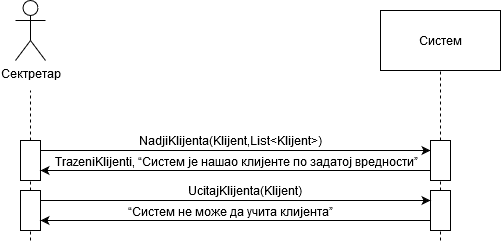 Систем
Сектретар
NadjiKlijenta(Klijent,List<Klijent>)
TrazeniKlijenti, “Систем је нашао клијенте по задатој вредности”
UcitajKlijenta(Klijent)
“Систем не може да учита клијента”